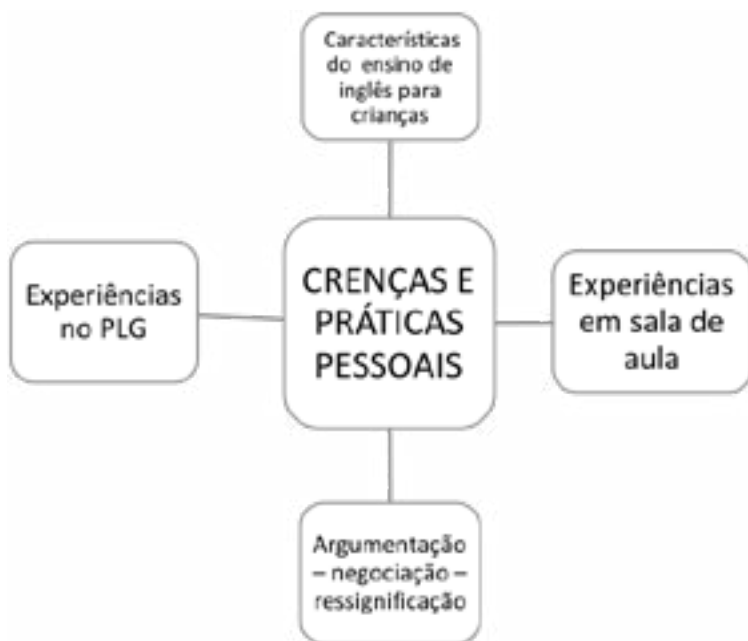 Características
do ensino de
inglês para
crianças
Experiências
no PLG
CRENÇAS E
PRÁTICAS
PESSOAIS
Experiências
em sala de
aula
Argumentação
– negociação –
ressignificação